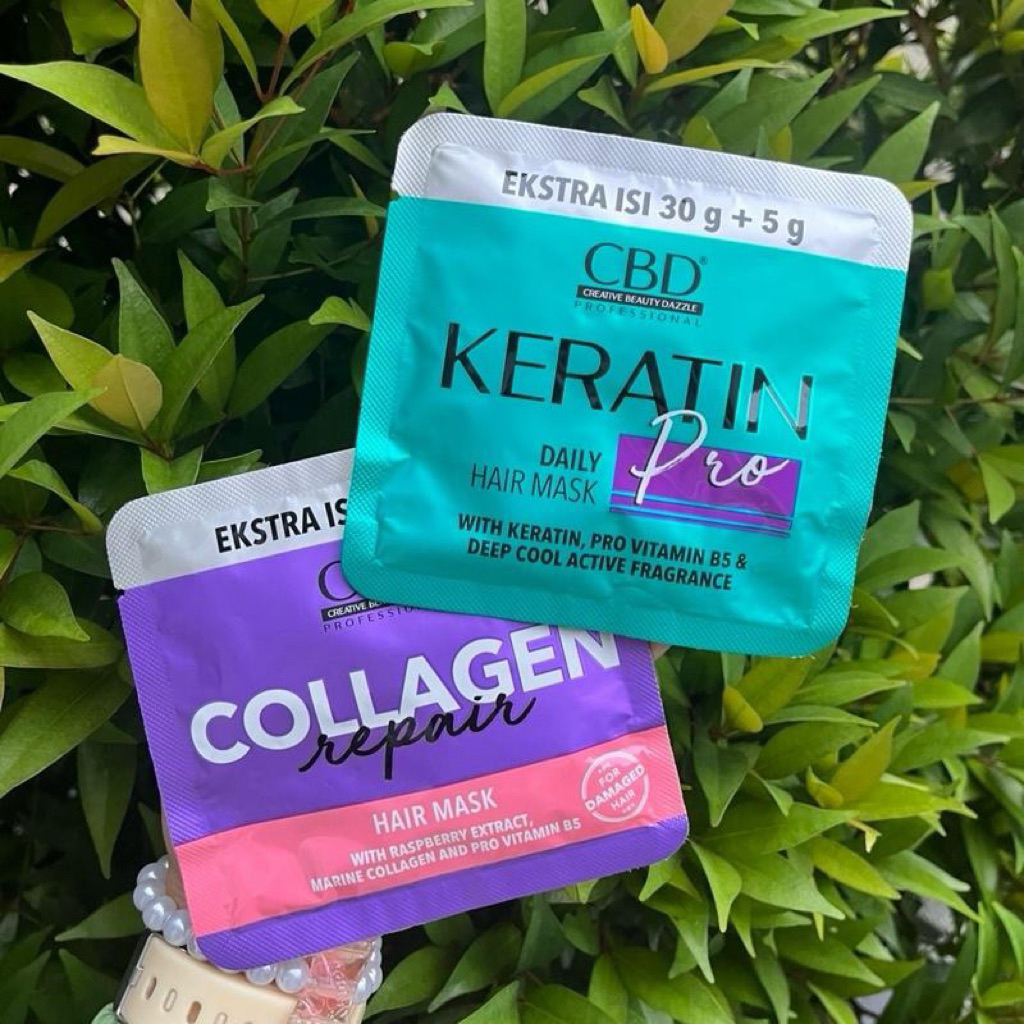 EKSTRA ISI 30 g + 5 g
CBD®
CREATIVE BEAUTY DAZZLE
PROFESSIONAL
KERATIN
Pro
DAILY
HAIR MASK
WITH KERATIN, PRO VITAMIN B5 &
DEEP COOL ACTIVE FRAGRANCE
EKSTRA
CREATIVE
COLLAGEN
repair
HAIR MASK
WITH RASPBERRY EXTRACT,
MARINE COLLAGEN AND PRO VITAMIN B5
FOR
DAMAGED
HAIR